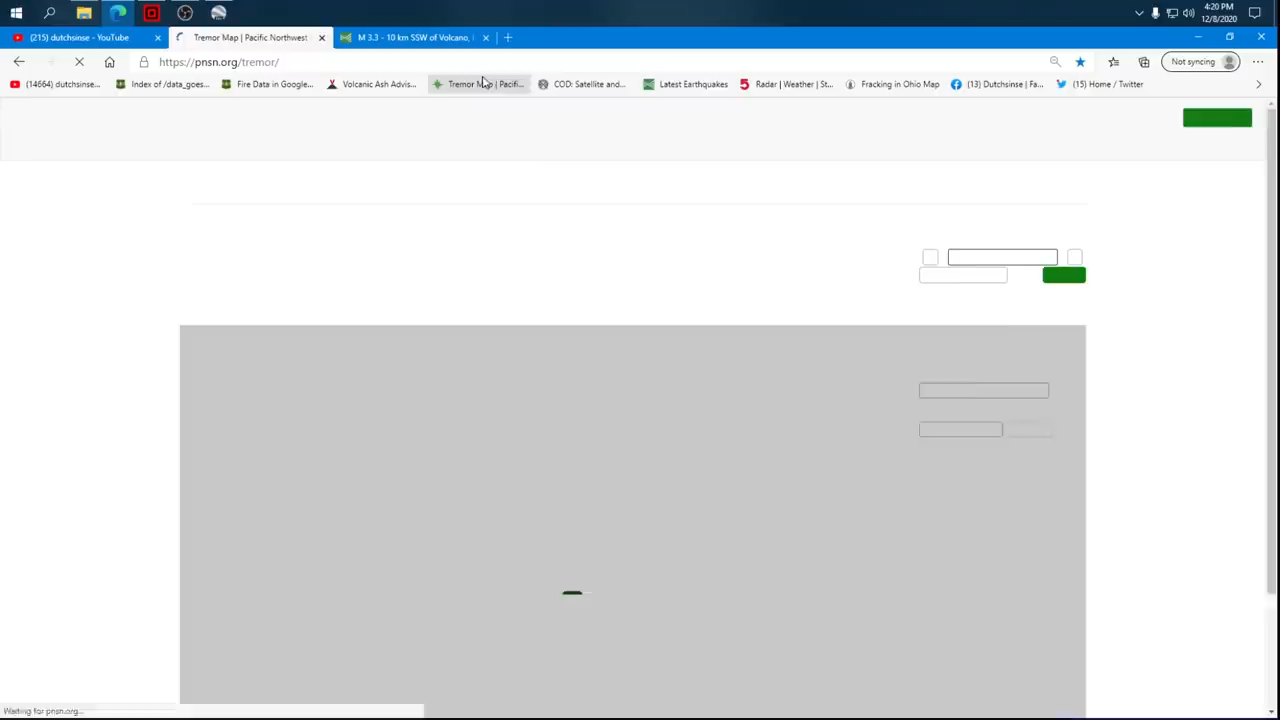 4:20 PM
12/8/2020
(215) dutchsinse - YouTube
Tremor Map | Pacific Northwest
M 3.3 - 10 km SSW of Volcano,
https://pnsn.org/tremor/
Not syncing
(14664) dutchsinse...
Index of /data_goes...
Fire Data in Google...
Volcanic Ash Advis...
Tremor Map | Pacifi...
COD: Satellite and...
Latest Earthquakes
Radar | Weather | St...
Fracking in Ohio Map
(13) Dutchsinse | Fa...
(15) Home / Twitter
Waiting for pnsn.org...